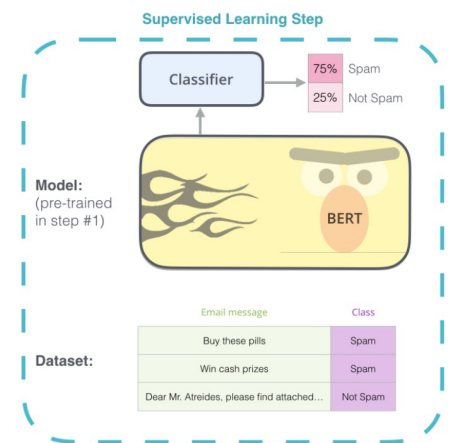 Supervised Learning Step
Classifier
75% Spam
25% Not Spam
Model:
(pre-trained
in step #1)
BERT
Email message Class
Dataset:
Buy these pills Spam
Win cash prizes Spam
Dear Mr. Atreides, please find attached… Not Spam